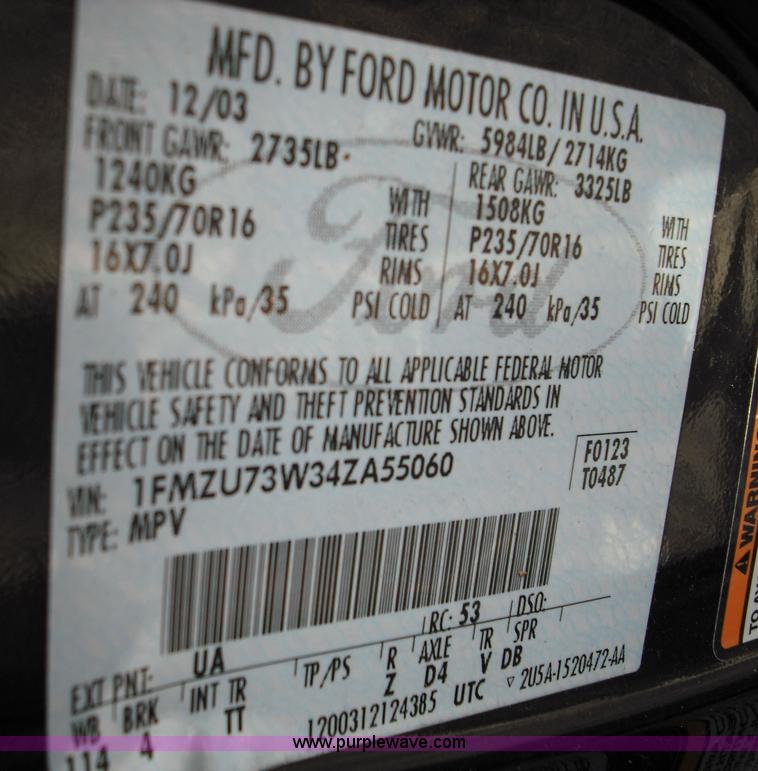 MFD. BY FORD MOTOR CO. IN U.S.A.
DATE: 12/03 GVWR: 5984LB/2714KG
FRONT GAWR: 2735LB REAR GAWR: 3325LB
1240KG WITH 1508KG WITH
P235/70R16 TIRES P235/70R16 TIRES
16X7.0J RIMS 16X7.0J RIMS
AT 240 kPa/35 PSI COLD AT 240 kPa/35 PSI COLD
Ford
THIS VEHICLE CONFORMS TO ALL APPLICABLE FEDERAL MOTOR
VEHICLE SAFETY AND THEFT PREVENTION STANDARDS IN
EFFECT ON THE DATE OF MANUFACTURE SHOWN ABOVE.
VIN: 1FMZU73W34ZA55060 F0123
TYPE: MPV T0487
EXT PNT: UA RC: 53 DSO:
WB BRK INT TR TP/PS R AXLE TR SPR
114 4 TT Z D4 V DB
1200312124385 UTC ▽ 2U5A-1520472-AA
WARNING
www.purplewave.com